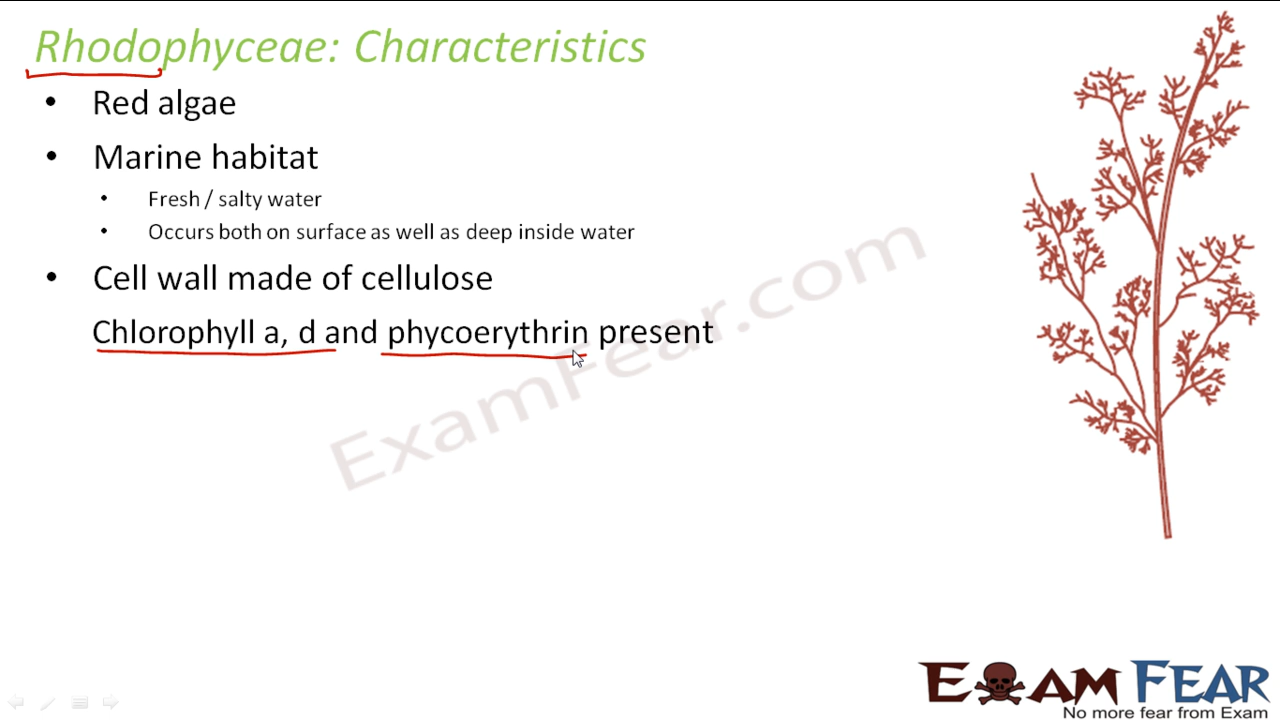 Rhodophyceae: Characteristics
• Red algae
• Marine habitat
• Fresh / salty water
• Occurs both on surface as well as deep inside water
• Cell wall made of cellulose
Chlorophyll a, d and phycoerythrin present
ExamFear.com
EXAM FEAR
No more fear from Exam